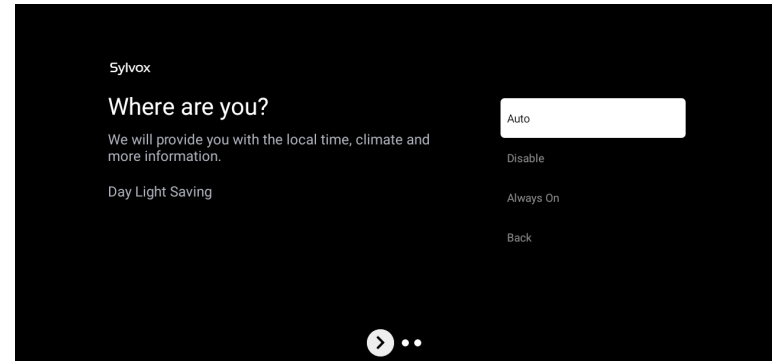 Sylvox
Where are you?
We will provide you with the local time, climate and
more information.
Day Light Saving
Auto
Disable
Always On
Back